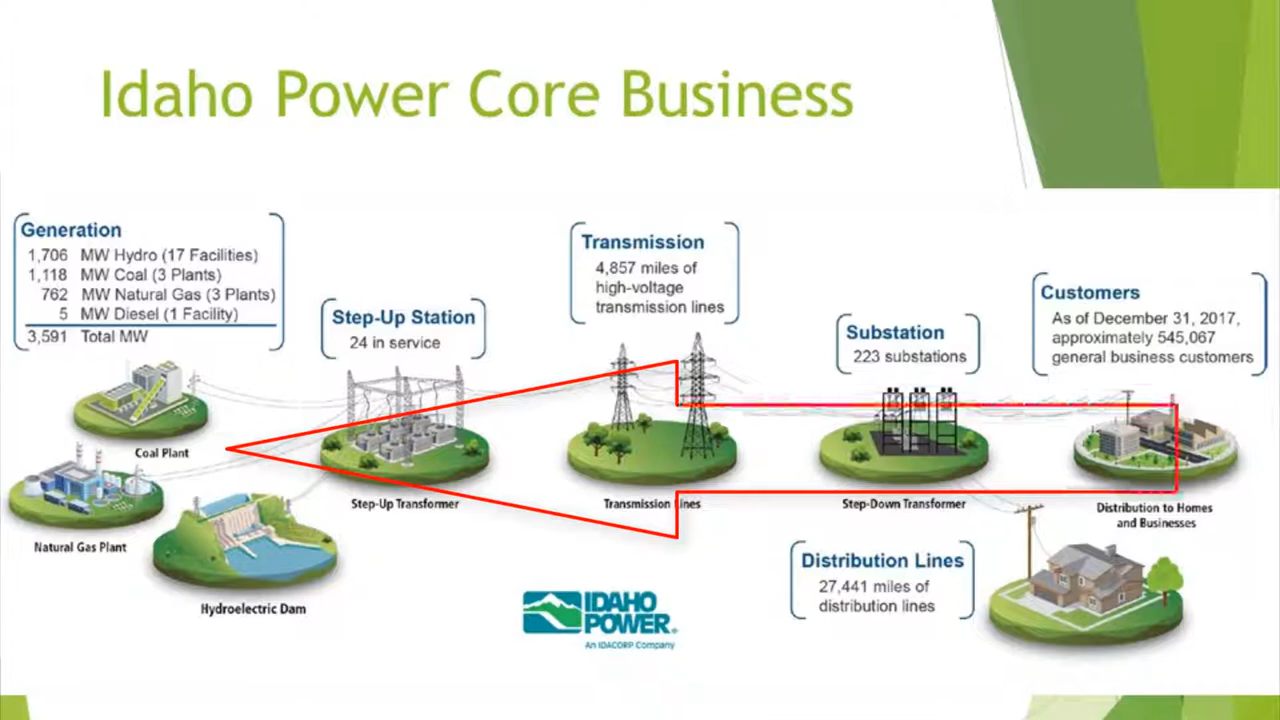 Idaho Power Core Business
Generation
1,706 MW Hydro (17 Facilities)
1,118 MW Coal (3 Plants)
762 MW Natural Gas (3 Plants)
5 MW Diesel (1 Facility)
3,591 Total MW
Step-Up Station
24 in service
Transmission
4,857 miles of
high-voltage
transmission lines
Substation
223 substations
Customers
As of December 31, 2017,
approximately 545,067
general business customers
Coal Plant
Natural Gas Plant
Hydroelectric Dam
Step-Up Transformer
Transmission Lines
Step-Down Transformer
Distribution to Homes
and Businesses
Distribution Lines
27,441 miles of
distribution lines
IDAHO
POWER®
An IDACORP Company